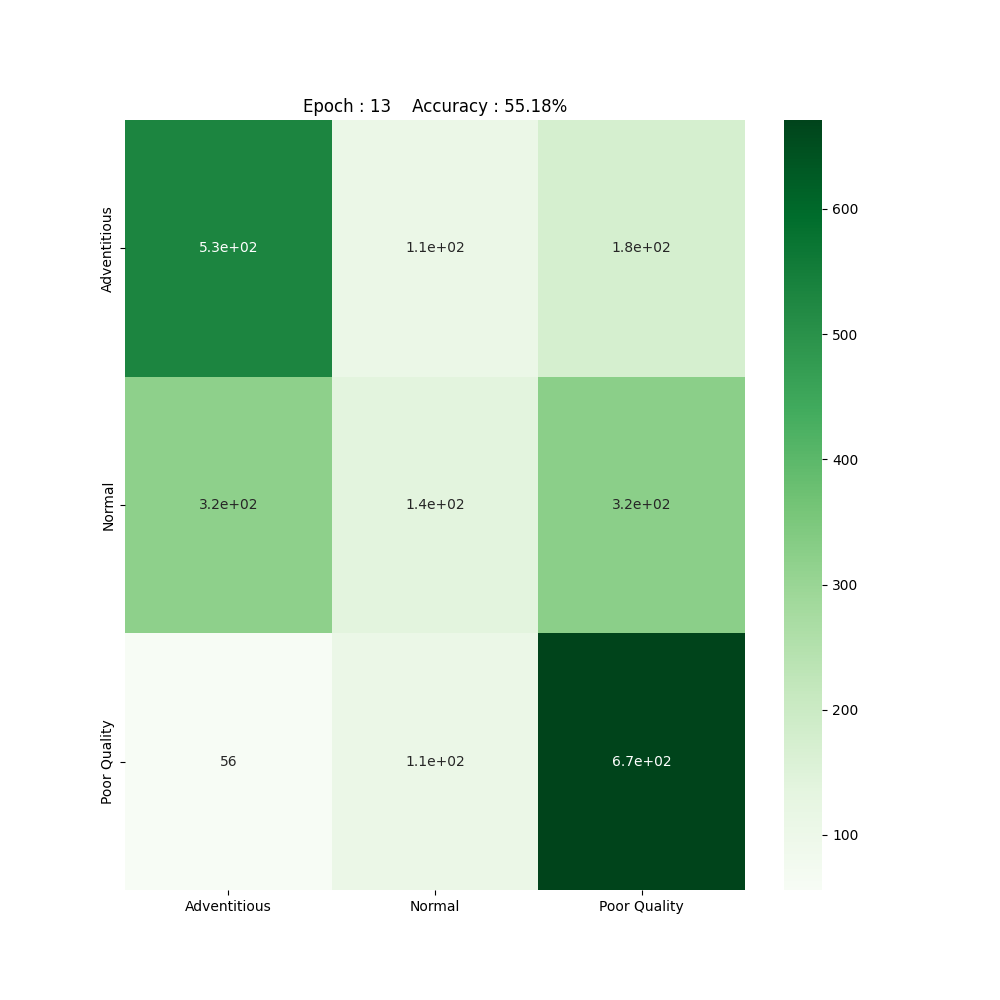 Epoch : 13    Accuracy : 55.18%
Adventitious
5.3e+02
1.1e+02
1.8e+02
Normal
3.2e+02
1.4e+02
3.2e+02
Poor Quality
56
1.1e+02
6.7e+02
Adventitious
Normal
Poor Quality
600
500
400
300
200
100